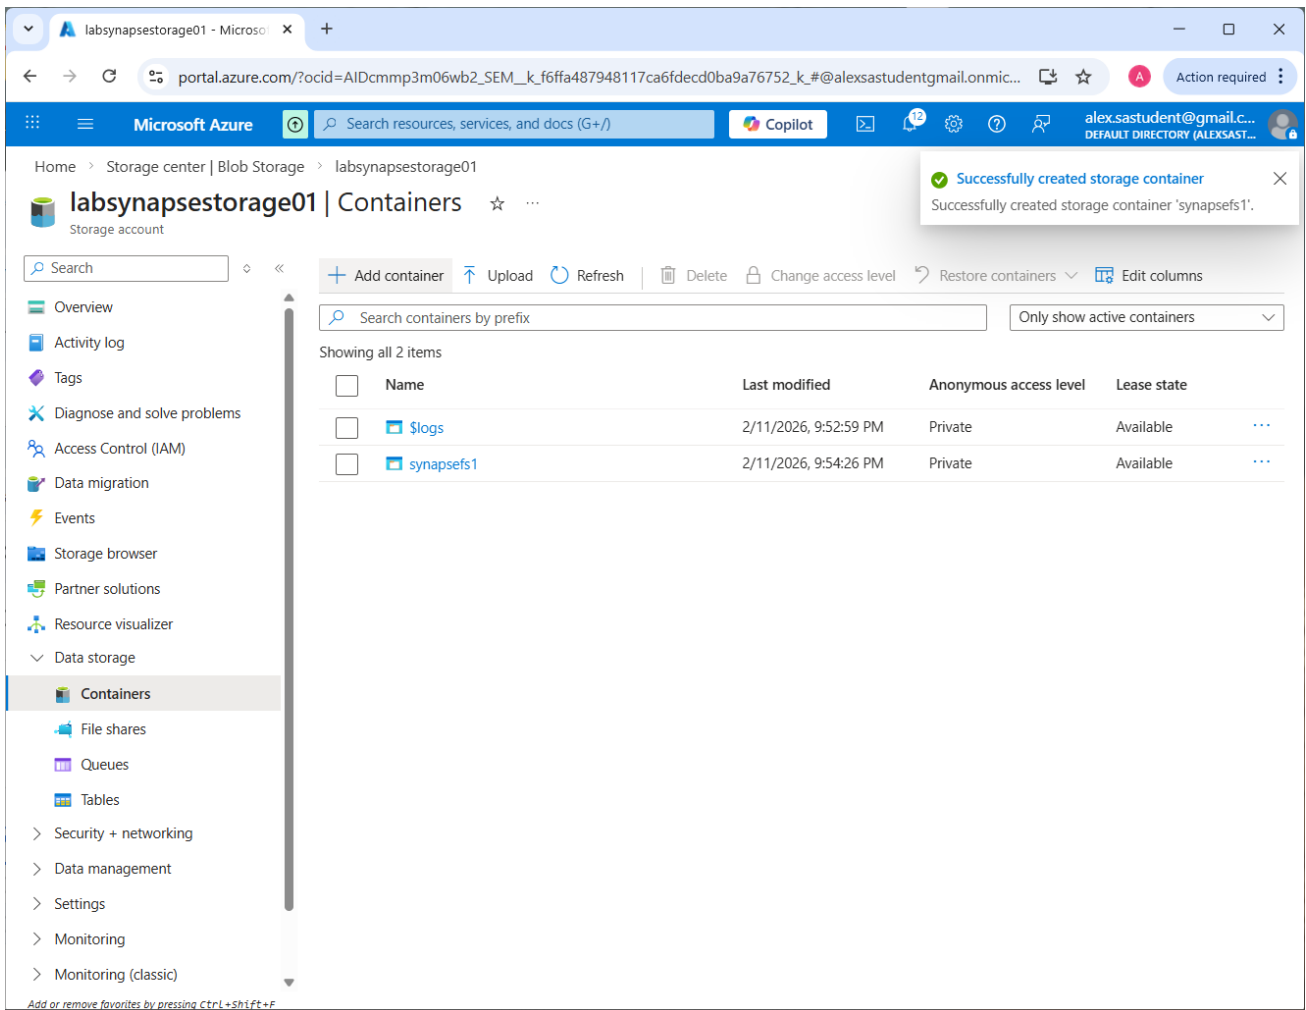 labsynapsestorage01 - Microso
portal.azure.com/?ocid=AIDcmmp3m06wb2_SEM__k_f6ffa487948117ca6fdecd0ba9a76752_k_#@alexsastudentgmail.onmic...
A
Action required
Microsoft Azure
Search resources, services, and docs (G+/)
Copilot
12
alex.sastudent@gmail.c...
DEFAULT DIRECTORY (ALEXSAST...
Home > Storage center | Blob Storage > labsynapsestorage01
labsynapsestorage01 | Containers
Storage account
Successfully created storage container
Successfully created storage container 'synapsefs1'.
Search
Overview
Activity log
Tags
Diagnose and solve problems
Access Control (IAM)
Data migration
Events
Storage browser
Partner solutions
Resource visualizer
Data storage
Containers
File shares
Queues
Tables
Security + networking
Data management
Settings
Monitoring
Monitoring (classic)
Add or remove favorites by pressing Ctrl+Shift+F
Add container Upload Refresh Delete Change access level Restore containers Edit columns
Search containers by prefix
Only show active containers
Showing all 2 items
Name Last modified Anonymous access level Lease state
$logs 2/11/2026, 9:52:59 PM Private Available
synapsefs1 2/11/2026, 9:54:26 PM Private Available